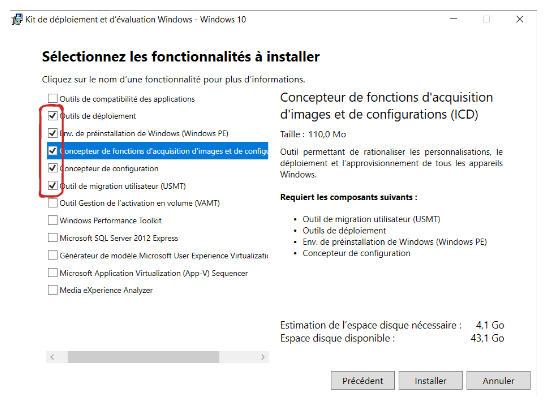 Kit de déploiement et d'évaluation Windows - Windows 10
Sélectionnez les fonctionnalités à installer
Cliquez sur le nom d'une fonctionnalité pour plus d'informations.
Outils de compatibilité des applications
Outils de déploiement
Env. de préinstallation de Windows (Windows PE)
Concepteur de fonctions d'acquisition d'images et de config
Concepteur de configuration
Outil de migration utilisateur (USMT)
Outil Gestion de l'activation en volume (VAMT)
Windows Performance Toolkit
Microsoft SQL Server 2012 Express
Générateur de modèle Microsoft User Experience Virtualizati
Microsoft Application Virtualization (App-V) Sequencer
Media eXperience Analyzer
Concepteur de fonctions d'acquisition
d'images et de configurations (ICD)
Taille : 110,0 Mo
Outil permettant de rationaliser les personnalisations, le
déploiement et l'approvisionnement de tous les appareils
Windows.
Requiert les composants suivants :
• Outil de migration utilisateur (USMT)
• Outils de déploiement
• Env. de préinstallation de Windows (Windows PE)
• Concepteur de configuration
Estimation de l'espace disque nécessaire : 4,1 Go
Espace disque disponible : 43,1 Go
Précédent Installer Annuler